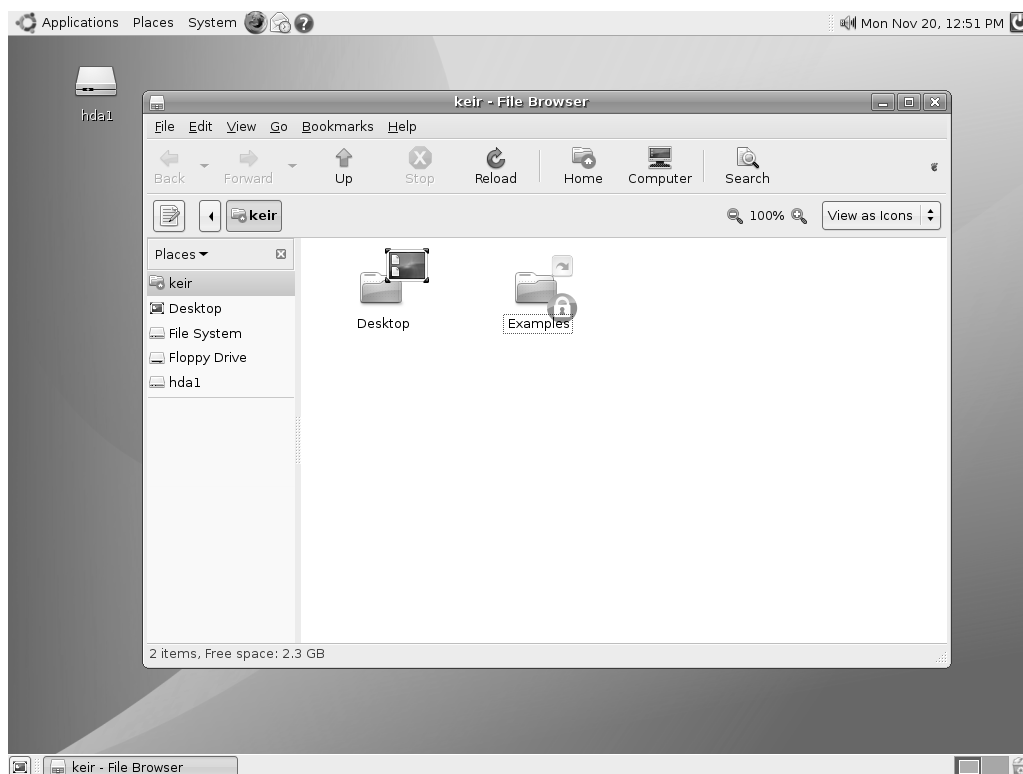 Applications Places System Mon Nov 20, 12:51 PM
hda1
keir - File Browser
File Edit View Go Bookmarks Help
Back Forward Up Stop Reload Home Computer Search
keir 100% View as Icons
Places
keir
Desktop
File System
Floppy Drive
hda1
Desktop Examples
2 items, Free space: 2.3 GB
keir - File Browser